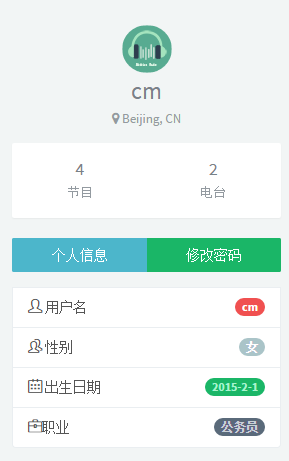 cm
Beijing, CN
4 2
节目 电台
个人信息 修改密码
用户名 cm
性别 女
出生日期 2015-2-1
职业 公务员